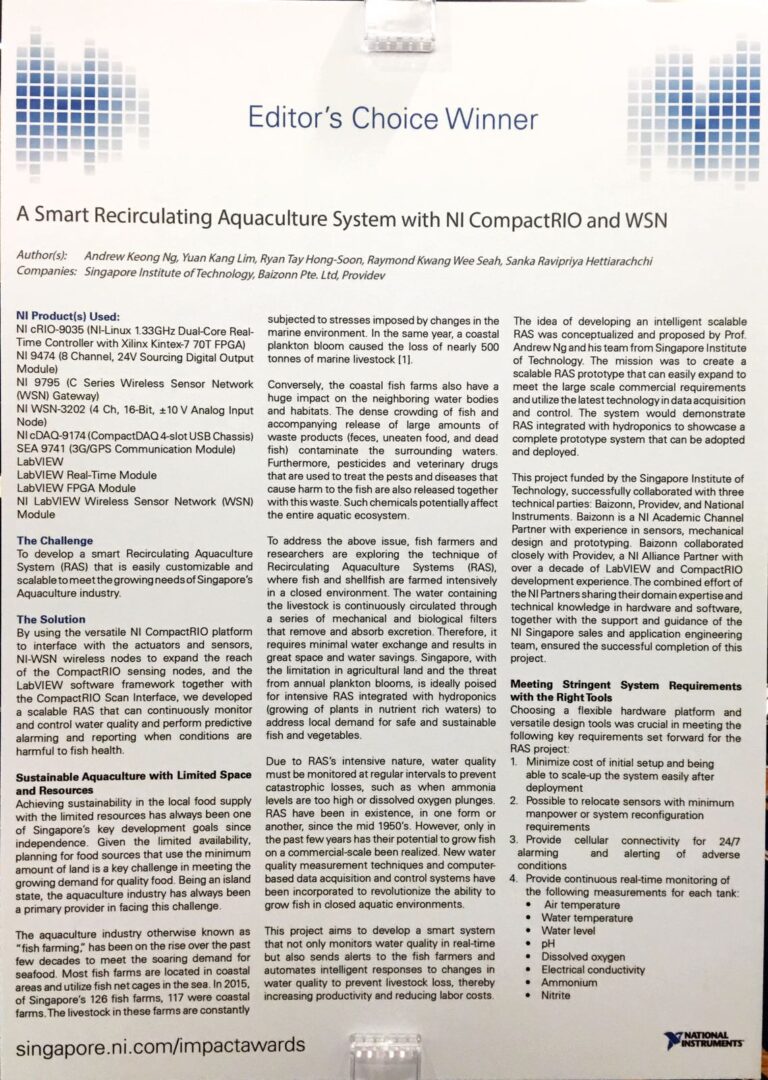 Editor's Choice Winner
A Smart Recirculating Aquaculture System with NI CompactRIO and WSN
Author(s): Andrew Keong Ng, Yuan Kang Lim, Ryan Tay Hong-Soon, Raymond Kwang Wee Seah, Sanka Ravipriya Hettiarachchi
Companies: Singapore Institute of Technology, Baizonn Pte. Ltd, Providev
NI Product(s) Used:
NI cRIO-9035 (NI-Linux 1.33GHz Dual-Core Real-
Time Controller with Xilinx Kintex-7 70T FPGA)
NI 9474 (8 Channel, 24V Sourcing Digital Output
Module)
NI 9795 (C Series Wireless Sensor Network
(WSN) Gateway)
NI WSN-3202 (4 Ch, 16-Bit, ±10 V Analog Input
Node)
NI cDAQ-9174 (CompactDAQ 4-slot USB Chassis)
SEA 9741 (3G/GPS Communication Module)
LabVIEW
LabVIEW Real-Time Module
LabVIEW FPGA Module
NI LabVIEW Wireless Sensor Network (WSN)
Module
The Challenge
To develop a smart Recirculating Aquaculture
System (RAS) that is easily customizable and
scalable to meet the growing needs of Singapore's
Aquaculture industry.
The Solution
By using the versatile NI CompactRIO platform
to interface with the actuators and sensors,
NI-WSN wireless nodes to expand the reach
of the CompactRIO sensing nodes, and the
LabVIEW software framework together with
the CompactRIO Scan Interface, we developed
a scalable RAS that can continuously monitor
and control water quality and perform predictive
alarming and reporting when conditions are
harmful to fish health.
Sustainable Aquaculture with Limited Space
and Resources
Achieving sustainability in the local food supply
with the limited resources has always been one
of Singapore's key development goals since
independence. Given the limited availability,
planning for food sources that use the minimum
amount of land is a key challenge in meeting the
growing demand for quality food. Being an island
state, the aquaculture industry has always been
a primary provider in facing this challenge.
The aquaculture industry otherwise known as
"fish farming," has been on the rise over the past
few decades to meet the soaring demand for
seafood. Most fish farms are located in coastal
areas and utilize fish net cages in the sea. In 2015,
of Singapore's 126 fish farms, 117 were coastal
farms. The livestock in these farms are constantly
subjected to stresses imposed by changes in the
marine environment. In the same year, a coastal
plankton bloom caused the loss of nearly 500
tonnes of marine livestock [1].
Conversely, the coastal fish farms also have a
huge impact on the neighboring water bodies
and habitats. The dense crowding of fish and
accompanying release of large amounts of
waste products (feces, uneaten food, and dead
fish) contaminate the surrounding waters.
Furthermore, pesticides and veterinary drugs
that are used to treat the pests and diseases that
cause harm to the fish are also released together
with this waste. Such chemicals potentially affect
the entire aquatic ecosystem.
To address the above issue, fish farmers and
researchers are exploring the technique of
Recirculating Aquaculture Systems (RAS),
where fish and shellfish are farmed intensively
in a closed environment. The water containing
the livestock is continuously circulated through
a series of mechanical and biological filters
that remove and absorb excretion. Therefore, it
requires minimal water exchange and results in
great space and water savings. Singapore, with
the limitation in agricultural land and the threat
from annual plankton blooms, is ideally poised
for intensive RAS integrated with hydroponics
(growing of plants in nutrient rich waters) to
address local demand for safe and sustainable
fish and vegetables.
Due to RAS's intensive nature, water quality
must be monitored at regular intervals to prevent
catastrophic losses, such as when ammonia
levels are too high or dissolved oxygen plunges.
RAS have been in existence, in one form or
another, since the mid 1950's. However, only in
the past few years has their potential to grow fish
on a commercial-scale been realized. New water
quality measurement techniques and computer-
based data acquisition and control systems have
been incorporated to revolutionize the ability to
grow fish in closed aquatic environments.
This project aims to develop a smart system
that not only monitors water quality in real-time
but also sends alerts to the fish farmers and
automates intelligent responses to changes in
water quality to prevent livestock loss, thereby
increasing productivity and reducing labor costs.
The idea of developing an intelligent scalable
RAS was conceptualized and proposed by Prof.
Andrew Ng and his team from Singapore Institute
of Technology. The mission was to create a
scalable RAS prototype that can easily expand to
meet the large scale commercial requirements
and utilize the latest technology in data acquisition
and control. The system would demonstrate
RAS integrated with hydroponics to showcase a
complete prototype system that can be adopted
and deployed.
This project funded by the Singapore Institute of
Technology, successfully collaborated with three
technical parties: Baizonn, Providev, and National
Instruments. Baizonn is a NI Academic Channel
Partner with experience in sensors, mechanical
design and prototyping. Baizonn collaborated
closely with Providev, a NI Alliance Partner with
over a decade of LabVIEW and CompactRIO
development experience. The combined effort of
the NI Partners sharing their domain expertise and
technical knowledge in hardware and software,
together with the support and guidance of the
NI Singapore sales and application engineering
team, ensured the successful completion of this
project.
Meeting Stringent System Requirements
with the Right Tools
Choosing a flexible hardware platform and
versatile design tools was crucial in meeting the
following key requirements set forward for the
RAS project:
1. Minimize cost of initial setup and being
able to scale-up the system easily after
deployment
2. Possible to relocate sensors with minimum
manpower or system reconfiguration
requirements
3. Provide cellular connectivity for 24/7
alarming and alerting of adverse
conditions
4. Provide continuous real-time monitoring of
the following measurements for each tank:
• Air temperature
• Water temperature
• Water level
• pH
• Dissolved oxygen
• Electrical conductivity
• Ammonium
• Nitrite
singapore.ni.com/impactawards
NATIONAL
INSTRUMENTS